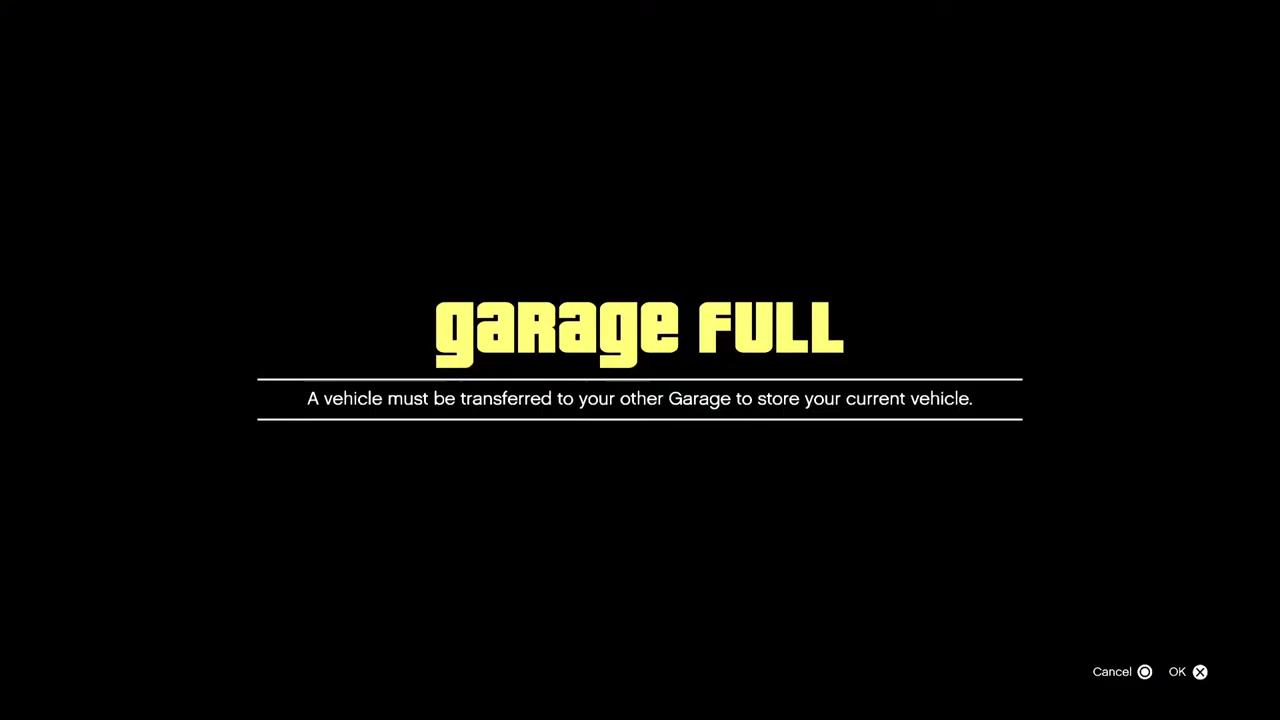 garage FULL
A vehicle must be transferred to your other Garage to store your current vehicle.
Cancel OK